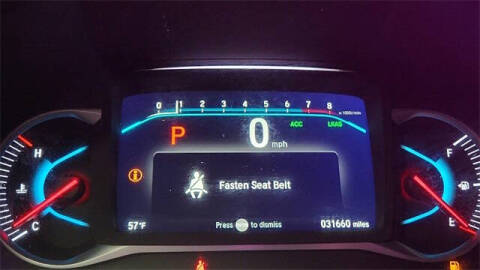 0 1 2 3 4 5 6 7 8 x 1000r/min
P 0 mph ACC LKAS
H F
i
Fasten Seat Belt
C E
57°F Press to dismiss 031660 miles